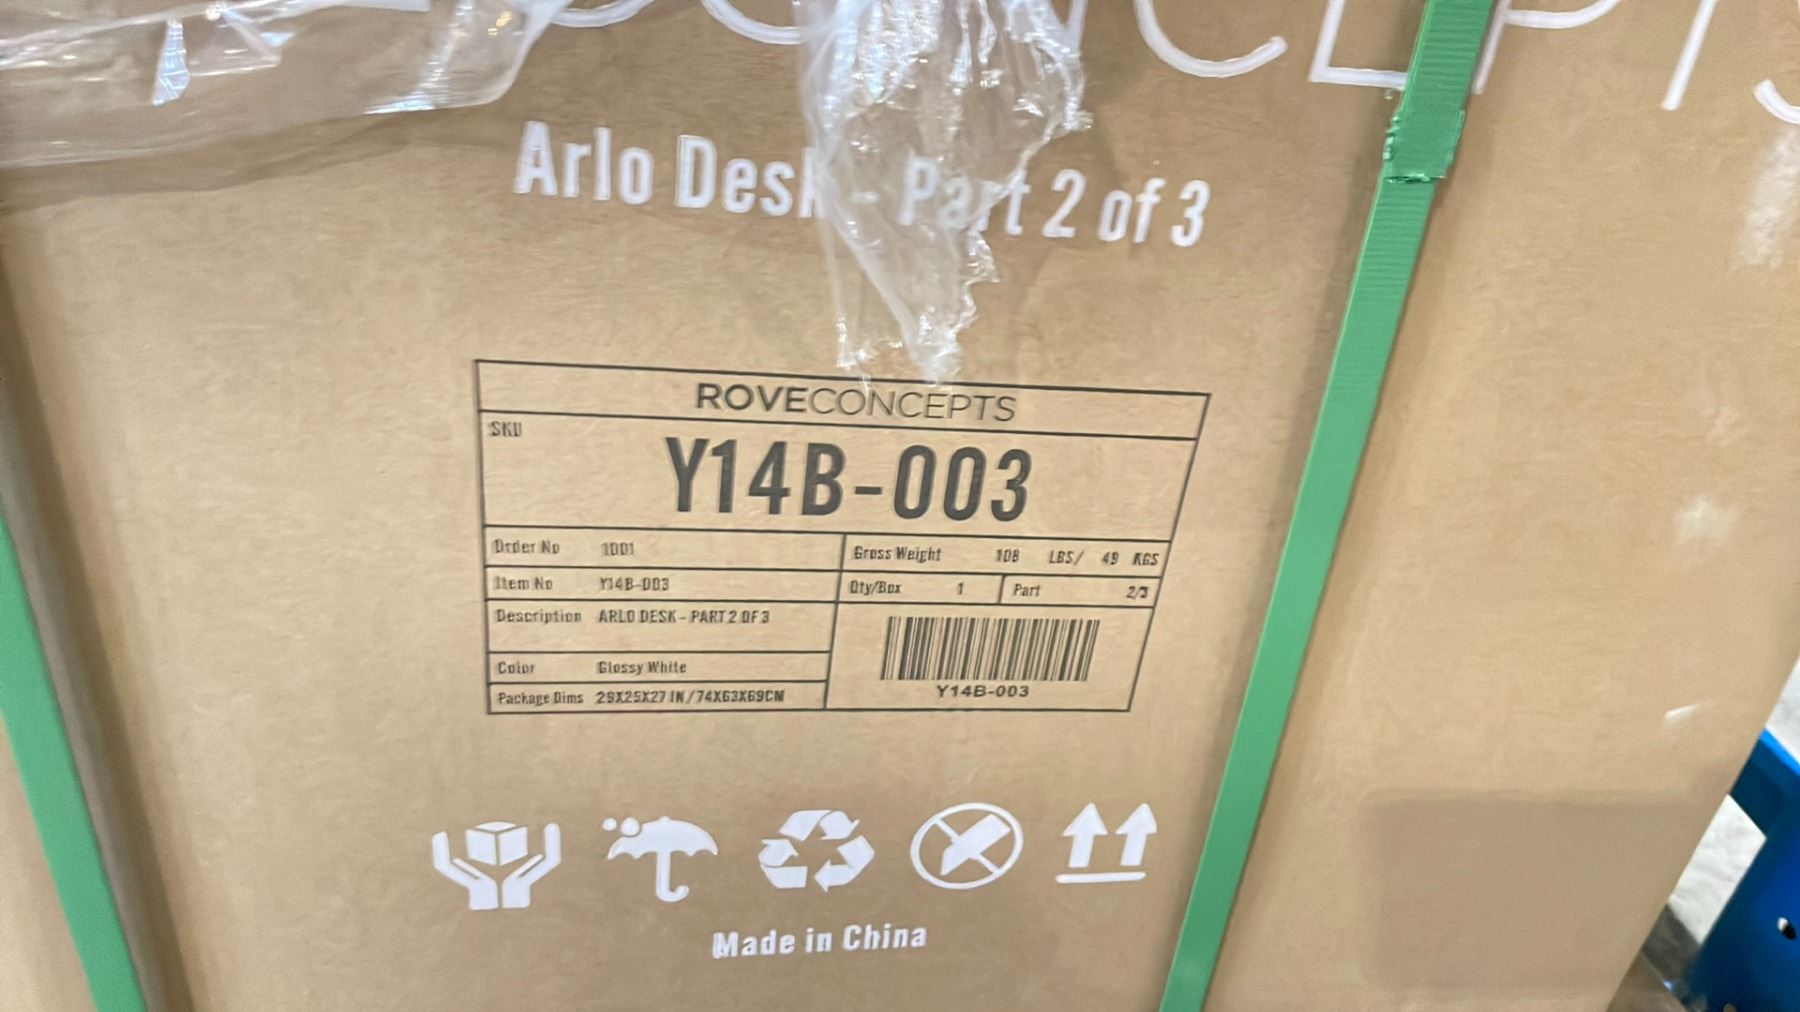 CONCEPTS
Arlo Desk - Part 2 of 3
ROVECONCEPTS
SKU
Y14B-003
Order No 1001
Gross Weight 108 LBS/ 49 KGS
Item No Y14B-003
Qty/Box 1 Part 2/3
Description ARLO DESK - PART 2 OF 3
Color Glossy White
Package Dims 29X25X27 IN/74X63X69CM
Y14B-003
Made in China